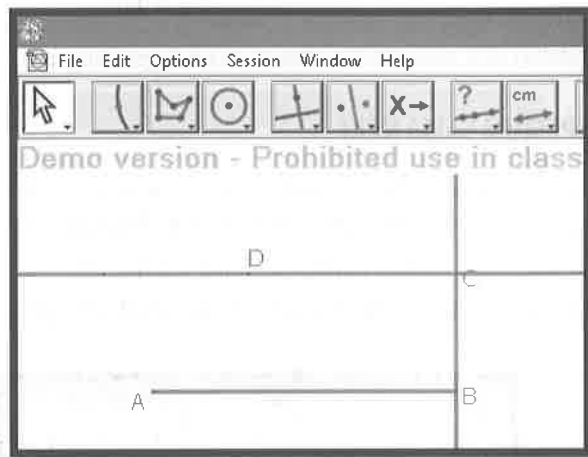 File Edit Options Session Window Help
? cm
X→
Demo version - Prohibited use in class
D
C
A B